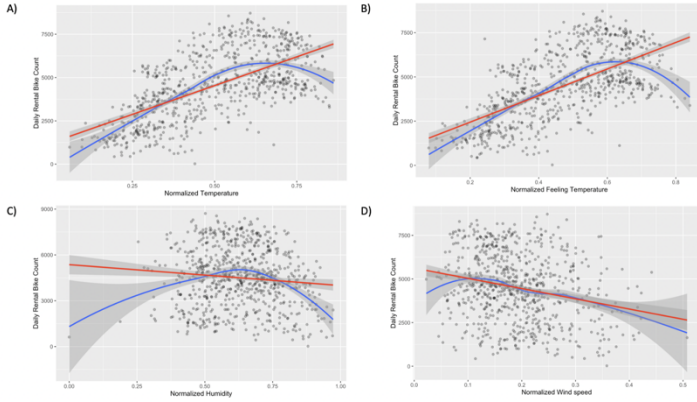 A)
7500
5000
2500
0
Daily Rental Bike Count
0.25
0.50
0.75
Normalized Temperature
B)
7500
5000
2500
0
Daily Rental Bike Count
0.2
0.4
0.6
0.8
Normalized Feeling Temperature
C)
9000
6000
3000
0
Daily Rental Bike Count
0.00
0.25
0.50
0.75
1.00
Normalized Humidity
D)
7500
5000
2500
0
Daily Rental Bike Count
0.0
0.1
0.2
0.3
0.4
0.5
Normalized Wind speed